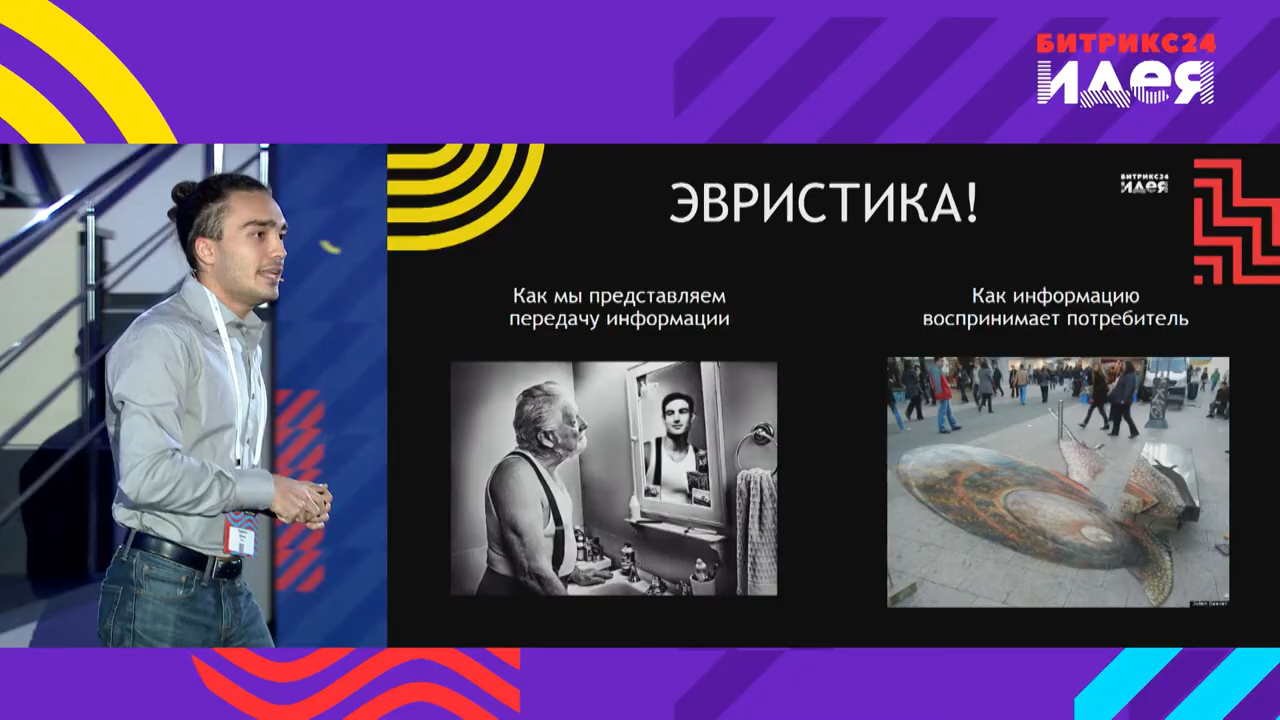 БИТРИКС24
ИДЕЯ
ЭВРИСТИКА!
БИТРИКС24
ИДЕЯ
Как мы представляем
передачу информации
Как информацию
воспринимает потребитель